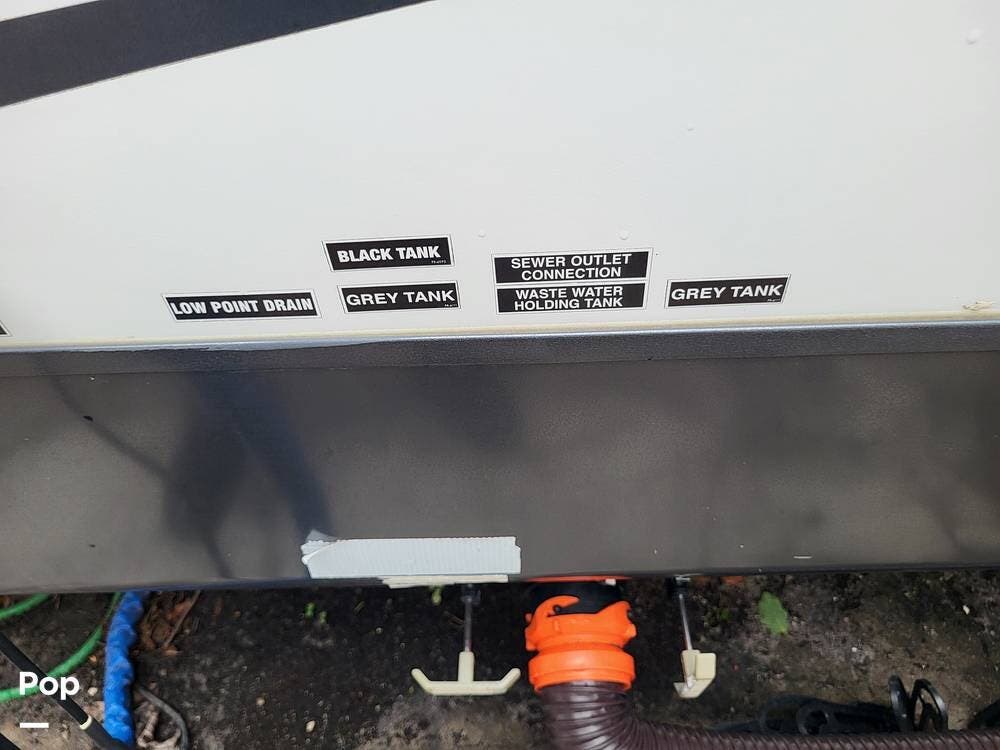 BLACK TANK
LOW POINT DRAIN
GREY TANK
SEWER OUTLET
CONNECTION
WASTE WATER
HOLDING TANK
GREY TANK
Pop